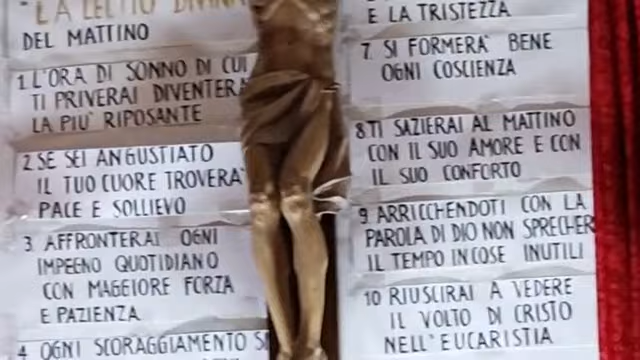 "LA LECTIO DIVINA
DEL MATTINO
1 L'ORA DI SONNO DI CUI
TI PRIVERAI DIVENTERA
LA PIU' RIPOSANTE
2 SE SEI ANGUSTIATO
IL TUO CUORE TROVERA'
PACE E SOLLIEVO
3 AFFRONTERAI OGNI
IMPEGNO QUOTIDIANO
CON MAGGIORE FORZA
E PAZIENZA
4 OGNI SCORAGGIAMENTO
E LA TRISTEZZA
7. SI FORMERA' BENE
OGNI COSCIENZA
8 TI SAZIERAI AL MATTINO
CON IL SUO AMORE E CON
IL SUO CONFORTO
9 ARRICCHENDOTI CON LA
PAROLA DI DIO NON SPRECHER
IL TEMPO IN COSE INUTILI
10 RIUSCIRAI A VEDERE
IL VOLTO DI CRISTO
NELL'EUCARISTIA